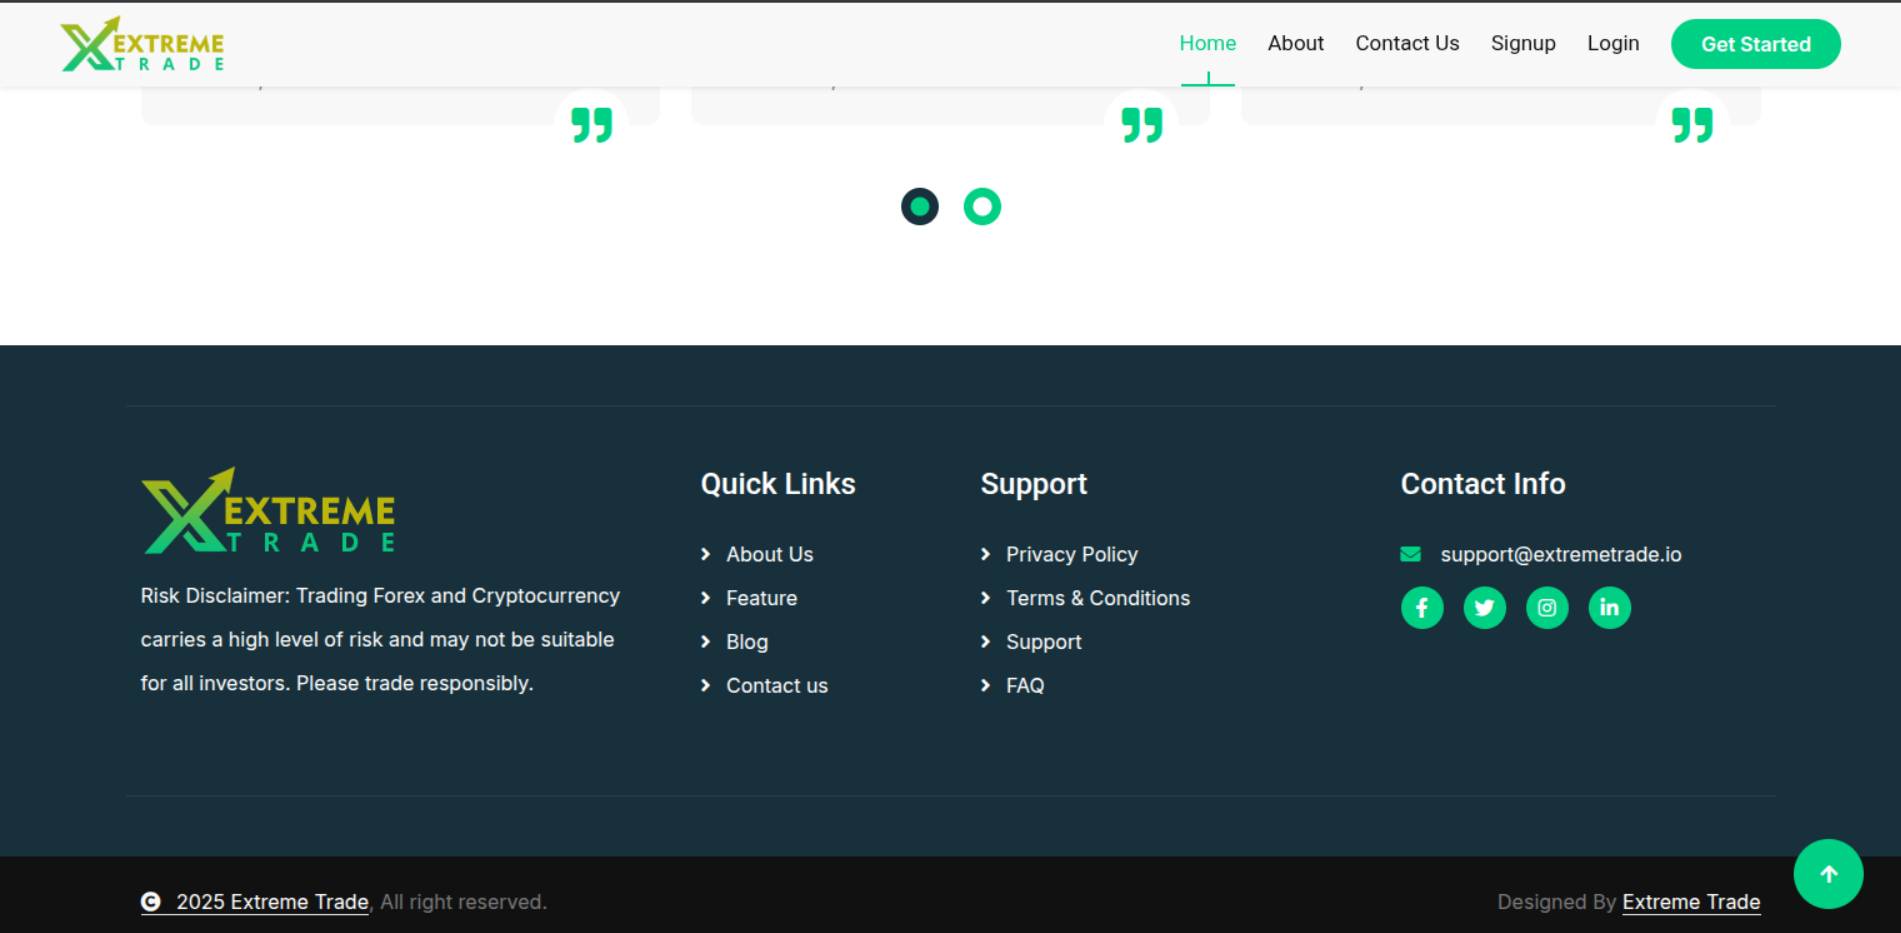 EXTREME
TRADE
Home About Contact Us Signup Login Get Started
EXTREME
TRADE
Risk Disclaimer: Trading Forex and Cryptocurrency
carries a high level of risk and may not be suitable
for all investors. Please trade responsibly.
Quick Links
About Us
Feature
Blog
Contact us
Support
Privacy Policy
Terms & Conditions
Support
FAQ
Contact Info
support@extremetrade.io
© 2025 Extreme Trade, All right reserved.
Designed By Extreme Trade